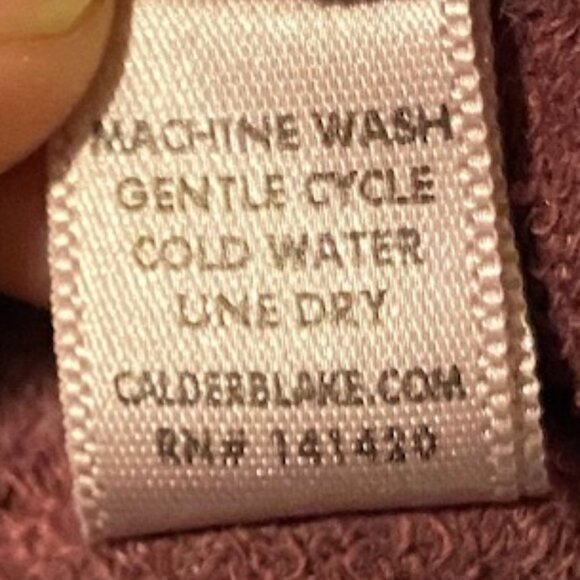 MACHINE WASH
GENTLE CYCLE
COLD WATER
LINE DRY
CALDERBLAKE.COM
RN# 141420